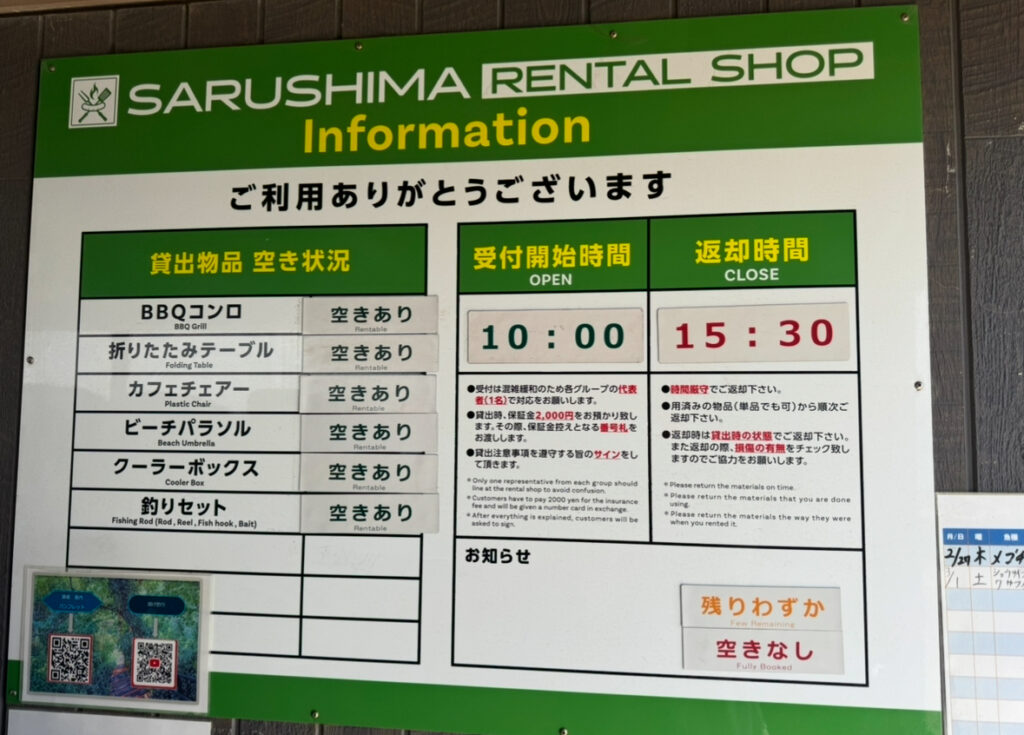 SARUSHIMA RENTAL SHOP
Information
ご利用ありがとうございます
貸出物品 空き状況
BBQコンロ 空きあり
BBQ Grill Rentable
折りたたみテーブル 空きあり
Folding Table Rentable
カフェチェアー 空きあり
Plastic Chair Rentable
ビーチパラソル 空きあり
Beach Umbrella Rentable
クーラーボックス 空きあり
Cooler Box Rentable
釣りセット 空きあり
Fishing Rod (Rod , Reel , Fish hook , Bait) Rentable
受付開始時間
OPEN
10:00
●受付は混雑緩和のため各グループの代表
者(1名)で対応をお願いします。
●貸出時、保証金2,000円をお預かり致し
ます。その際、保証金控えとなる番号札を
お渡しします。
●貸出注意事項を遵守する旨のサインをし
て頂きます。
* Only one representative from each group should
line at the rental shop to avoid confusion.
* Customers have to pay 2000 yen for the insurance
fee and will be given a number card in exchange.
* After everything is explained, customers will be
asked to sign.
返却時間
CLOSE
15:30
●時間厳守でご返却下さい。
●用済みの物品(単品でも可)から順次ご
返却下さい。
●返却時は貸出時の状態でご返却下さい。
また返却の際、損傷の有無をチェック致し
ますのでご協力をお願いします。
* Please return the materials on time.
* Please return the materials that you are done
using.
* Please return the materials the way they were
when you rented it.
お知らせ
残りわずか
Few Remaining
空きなし
Fully Booked
パンフレット
月/日 曜 魚種
2/27 木 メブ
3/1 土